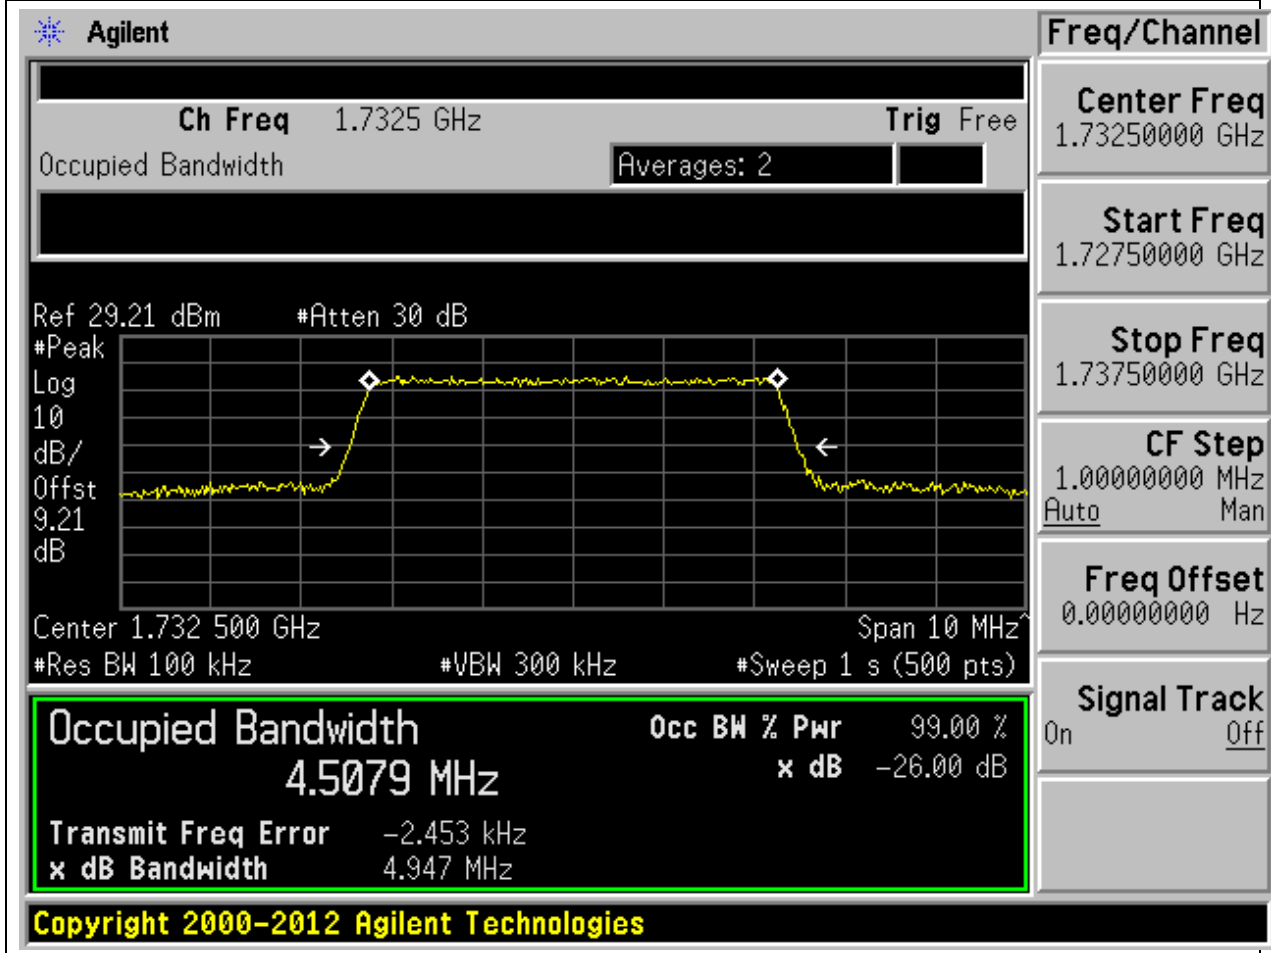 Agilent
Freq/Channel
Ch Freq 1.7325 GHz Trig Free
Occupied Bandwidth Averages: 2
Ref 29.21 dBm #Atten 30 dB
#Peak
Log
10
dB/
Offst
9.21
dB
Center 1.732 500 GHz Span 10 MHz^
#Res BW 100 kHz #VBW 300 kHz #Sweep 1 s (500 pts)
Occupied Bandwidth
4.5079 MHz
Occ BW % Pwr 99.00 %
x dB -26.00 dB
Transmit Freq Error -2.453 kHz
x dB Bandwidth 4.947 MHz
Center Freq
1.73250000 GHz
Start Freq
1.72750000 GHz
Stop Freq
1.73750000 GHz
CF Step
1.00000000 MHz
Auto Man
Freq Offset
0.00000000 Hz
Signal Track
On Off
Copyright 2000-2012 Agilent Technologies